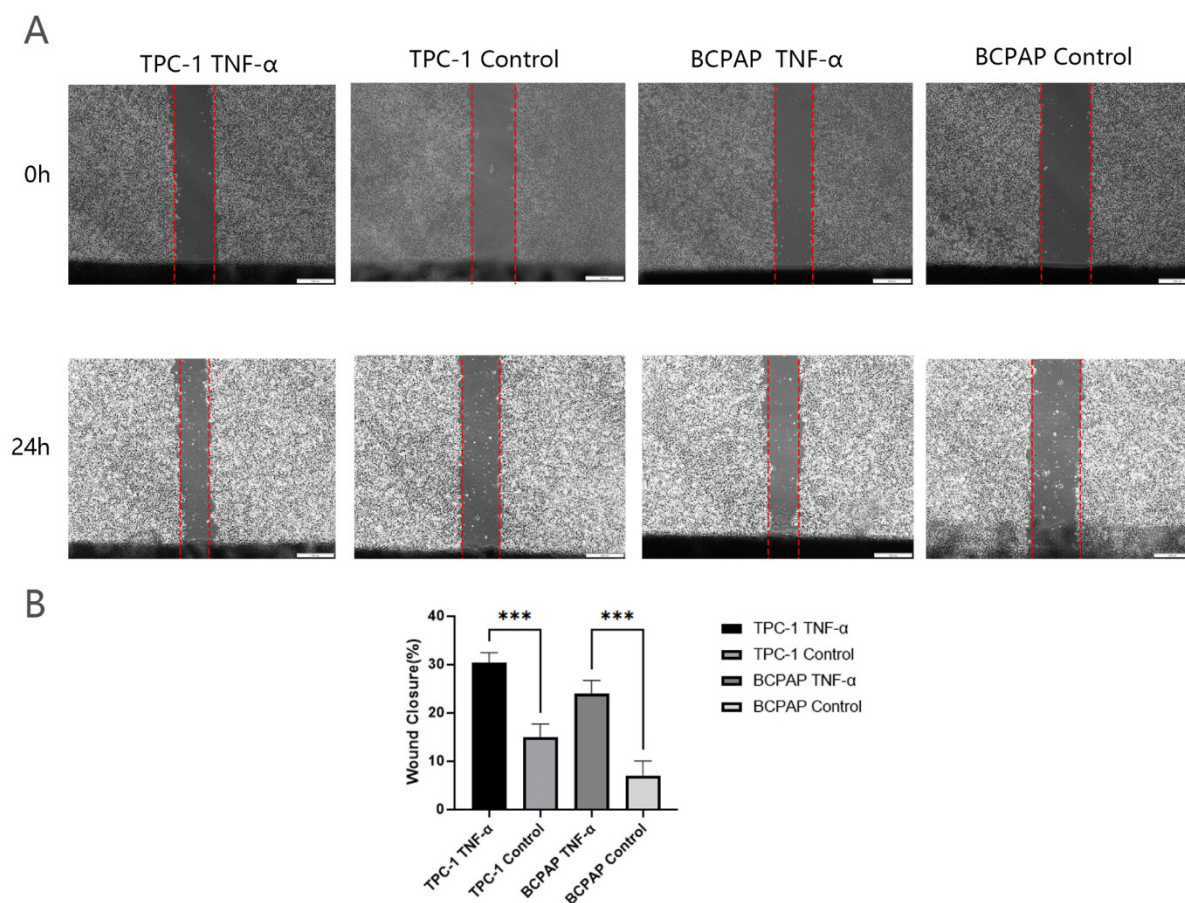 A
TPC-1 TNF-α
TPC-1 Control
BCPAP TNF-α
BCPAP Control
0h
24h
B
40
30
20
10
0
Wound Closure(%)
***
***
TPC-1 TNF-α
TPC-1 Control
BCPAP TNF-α
BCPAP Control
TPC-1 TNF-α
TPC-1 Control
BCPAP TNF-α
BCPAP Control